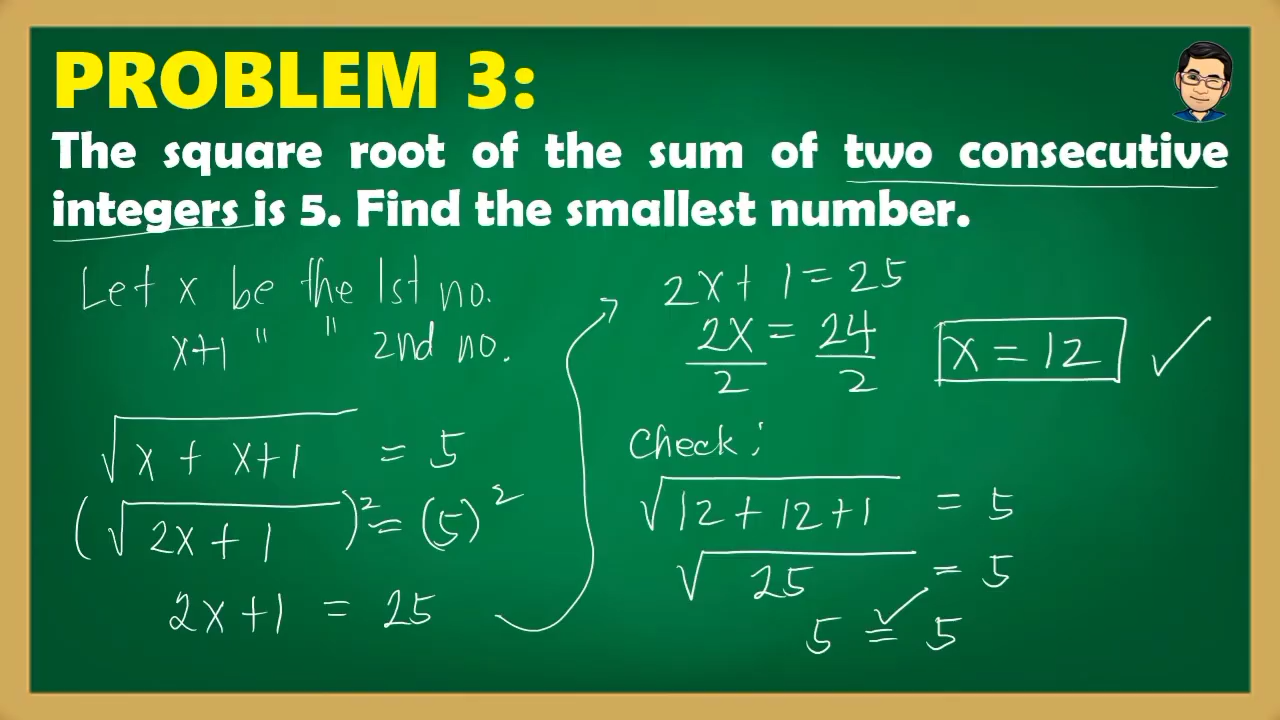 PROBLEM 3:
The square root of the sum of two consecutive
integers is 5. Find the smallest number.
Let x be the 1st no.
x+1 " " 2nd no.
√(x + x+1) = 5
(√(2x + 1))² = (5)²
2x+1 = 25
2x + 1 = 25
2x/2 = 24/2
x = 12 ✓
Check:
√(12 + 12 + 1) = 5
√25 = 5
5 = 5 ✓